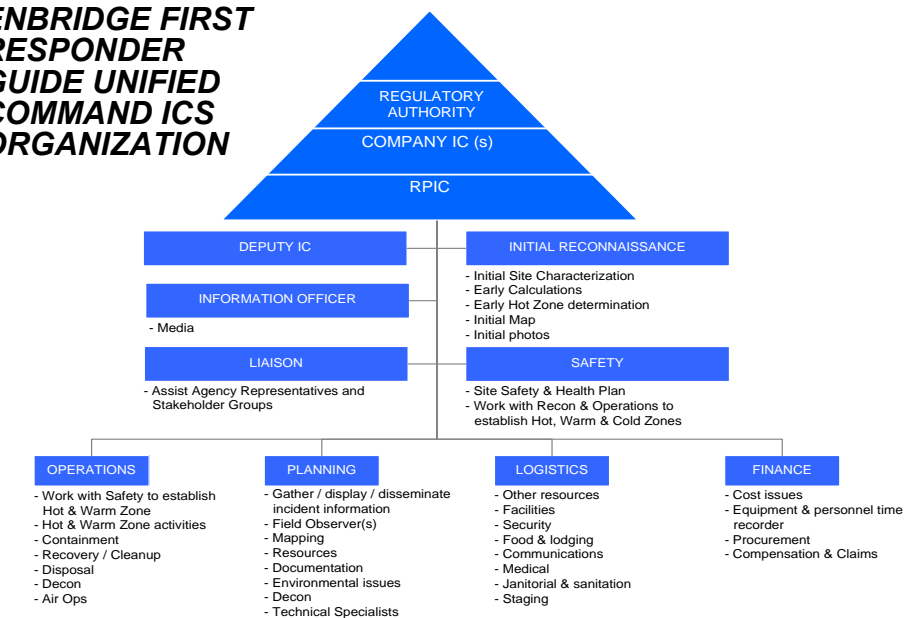 ENBRIDGE FIRST
RESPONDER
GUIDE UNIFIED
COMMAND ICS
ORGANIZATION
REGULATORY
AUTHORITY
COMPANY IC (s)
RPIC
DEPUTY IC
INITIAL RECONNAISSANCE
- Initial Site Characterization
- Early Calculations
- Early Hot Zone determination
- Initial Map
- Initial photos
INFORMATION OFFICER
- Media
LIAISON
- Assist Agency Representatives and
Stakeholder Groups
SAFETY
- Site Safety & Health Plan
- Work with Recon & Operations to
establish Hot, Warm & Cold Zones
OPERATIONS
- Work with Safety to establish
Hot & Warm Zone
- Hot & Warm Zone activities
- Containment
- Recovery / Cleanup
- Disposal
- Decon
- Air Ops
PLANNING
- Gather / display / disseminate
incident information
- Field Observer(s)
- Mapping
- Resources
- Documentation
- Environmental issues
- Decon
- Technical Specialists
LOGISTICS
- Other resources
- Facilities
- Security
- Food & lodging
- Communications
- Medical
- Janitorial & sanitation
- Staging
FINANCE
- Cost issues
- Equipment & personnel time
recorder
- Procurement
- Compensation & Claims